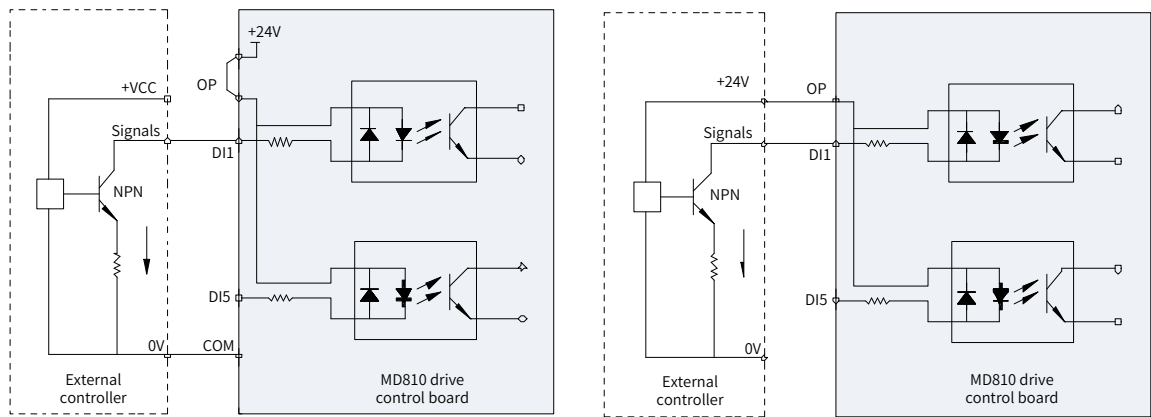 +24V
OP
+VCC
Signals
DI1
NPN
DI5
0V
COM
External
controller
MD810 drive
control board
+24V
OP
Signals
DI1
NPN
DI5
0V
External
controller
MD810 drive
control board